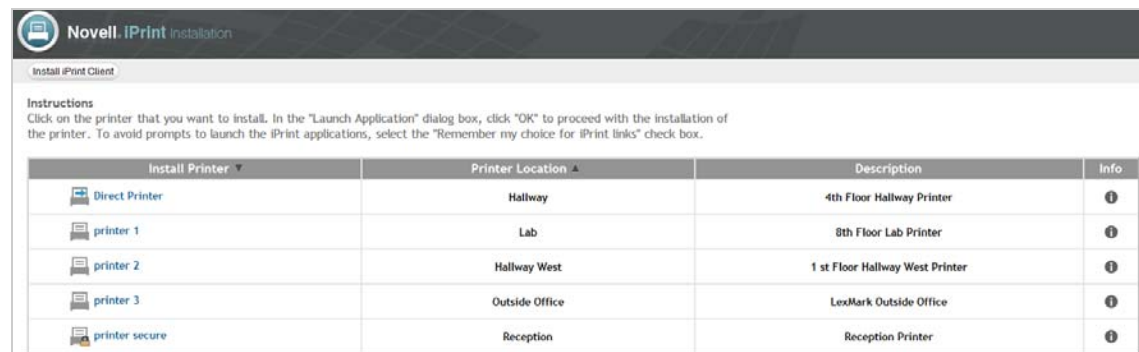 Novell. iPrint Installation
Install iPrint Client
Instructions
Click on the printer that you want to install. In the "Launch Application" dialog box, click "OK" to proceed with the installation of
the printer. To avoid prompts to launch the iPrint applications, select the "Remember my choice for iPrint links" check box.
Install Printer ▼ Printer Location ▲ Description Info
Direct Printer Hallway 4th Floor Hallway Printer
printer 1 Lab 8th Floor Lab Printer
printer 2 Hallway West 1 st Floor Hallway West Printer
printer 3 Outside Office LexMark Outside Office
printer secure Reception Reception Printer